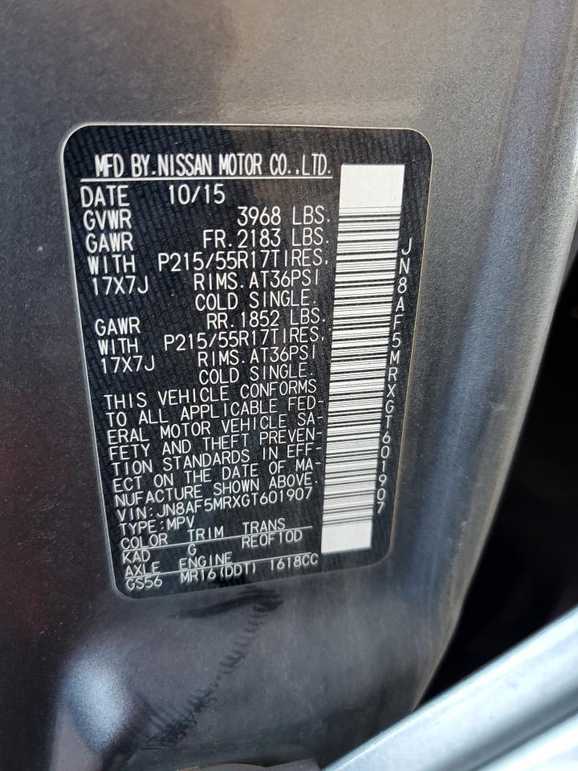 MFD BY.NISSAN MOTOR CO.,LTD.
DATE 10/15
GVWR 3968 LBS.
GAWR FR.2183 LBS.
WITH P215/55R17TIRES.
17X7J RIMS.AT36PSI
COLD SINGLE.
GAWR RR.1852 LBS.
WITH P215/55R17TIRES.
17X7J RIMS.AT36PSI
COLD SINGLE.
THIS VEHICLE CONFORMS
TO ALL APPLICABLE FED-
ERAL MOTOR VEHICLE SA-
FETY AND THEFT PREVEN-
TION STANDARDS IN EFF-
ECT ON THE DATE OF MA-
NUFACTURE SHOWN ABOVE.
VIN:JN8AF5MRXGT601907
TYPE:MPV
COLOR TRIM TRANS
KAD G REOF10D
AXLE ENGINE
GS56 MR16(DDT) 1618CC
JN8AF5MRXGT601907